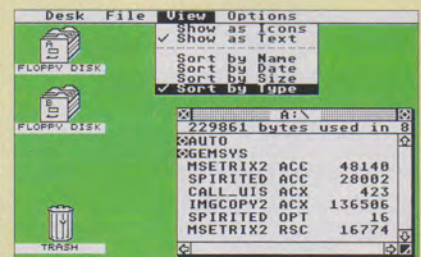 Desk File View Options
Show as Icons
✓ Show as Text
Sort by Name
Sort by Date
Sort by Size
✓ Sort by Type
A
FLOPPY DISK
B
FLOPPY DISK
A:\
229861 bytes used in 8
AUTO
GEMSYS
MSETRIX2 ACC 48140
SPIRITED ACC 28002
CALL_UIS ACX 423
IMGCOPY2 ACX 136506
SPIRITED OPT 16
MSETRIX2 RSC 16774
TRASH